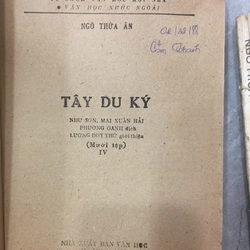 ★ VĂN HỌC NƯỚC NGOÀI
NGÔ THỪA ÂN
TÂY DU KÝ
NHƯ SƠN, MAI XUÂN HẢI
PHƯƠNG OANH dịch
LƯƠNG DUY THỨ giới thiệu
(Mười tập)
IV
NHÀ XUẤT BẢN VĂN HỌC